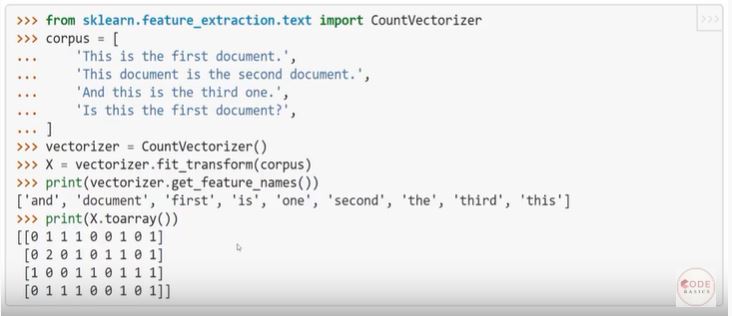 >>> from sklearn.feature_extraction.text import CountVectorizer
>>> corpus = [
...     'This is the first document.',
...     'This document is the second document.',
...     'And this is the third one.',
...     'Is this the first document?',
... ]
>>> vectorizer = CountVectorizer()
>>> X = vectorizer.fit_transform(corpus)
>>> print(vectorizer.get_feature_names())
['and', 'document', 'first', 'is', 'one', 'second', 'the', 'third', 'this']
>>> print(X.toarray())
[[0 1 1 1 0 0 1 0 1]
 [0 2 0 1 0 1 1 0 1]
 [1 0 0 1 1 0 1 1 1]
 [0 1 1 1 0 0 1 0 1]]
>>>
CODE
BASICS